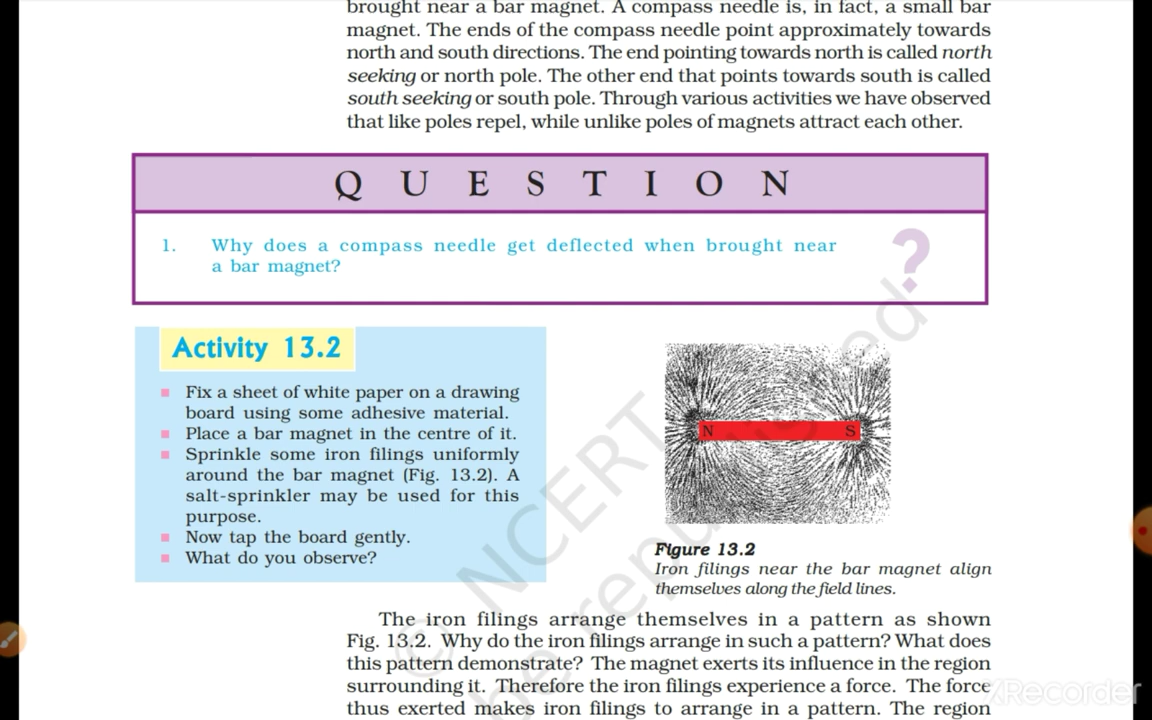 brought near a bar magnet. A compass needle is, in fact, a small bar
magnet. The ends of the compass needle point approximately towards
north and south directions. The end pointing towards north is called north
seeking or north pole. The other end that points towards south is called
south seeking or south pole. Through various activities we have observed
that like poles repel, while unlike poles of magnets attract each other.
QUESTION
1. Why does a compass needle get deflected when brought near
a bar magnet?
?
Activity 13.2
Fix a sheet of white paper on a drawing
board using some adhesive material.
Place a bar magnet in the centre of it.
Sprinkle some iron filings uniformly
around the bar magnet (Fig. 13.2). A
salt-sprinkler may be used for this
purpose.
Now tap the board gently.
What do you observe?
N S
Figure 13.2
Iron filings near the bar magnet align
themselves along the field lines.
The iron filings arrange themselves in a pattern as shown
Fig. 13.2. Why do the iron filings arrange in such a pattern? What does
this pattern demonstrate? The magnet exerts its influence in the region
surrounding it. Therefore the iron filings experience a force. The force
thus exerted makes iron filings to arrange in a pattern. The region
© NCERT
be republished
XRecorder